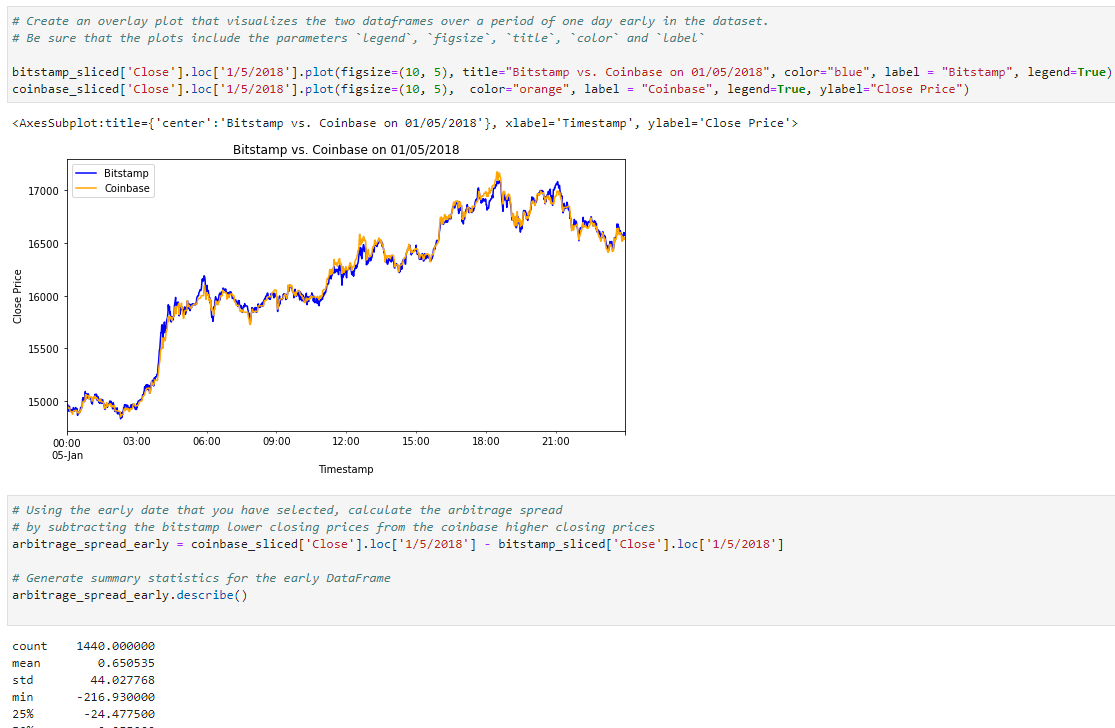 # Create an overlay plot that visualizes the two dataframes over a period of one day early in the dataset.
# Be sure that the plots include the parameters `legend`, `figsize`, `title`, `color` and `label`
bitstamp_sliced['Close'].loc['1/5/2018'].plot(figsize=(10, 5), title="Bitstamp vs. Coinbase on 01/05/2018", color="blue", label = "Bitstamp", legend=True)
coinbase_sliced['Close'].loc['1/5/2018'].plot(figsize=(10, 5),  color="orange", label = "Coinbase", legend=True, ylabel="Close Price")
<AxesSubplot:title={'center':'Bitstamp vs. Coinbase on 01/05/2018'}, xlabel='Timestamp', ylabel='Close Price'>
Bitstamp vs. Coinbase on 01/05/2018
Bitstamp
Coinbase
17000
16500
16000
15500
15000
Close Price
00:00 03:00 06:00 09:00 12:00 15:00 18:00 21:00
05-Jan
Timestamp
# Using the early date that you have selected, calculate the arbitrage spread
# by subtracting the bitstamp lower closing prices from the coinbase higher closing prices
arbitrage_spread_early = coinbase_sliced['Close'].loc['1/5/2018'] - bitstamp_sliced['Close'].loc['1/5/2018']
# Generate summary statistics for the early DataFrame
arbitrage_spread_early.describe()
count 1440.000000
mean 0.650535
std 44.027768
min -216.930000
25% -24.477500